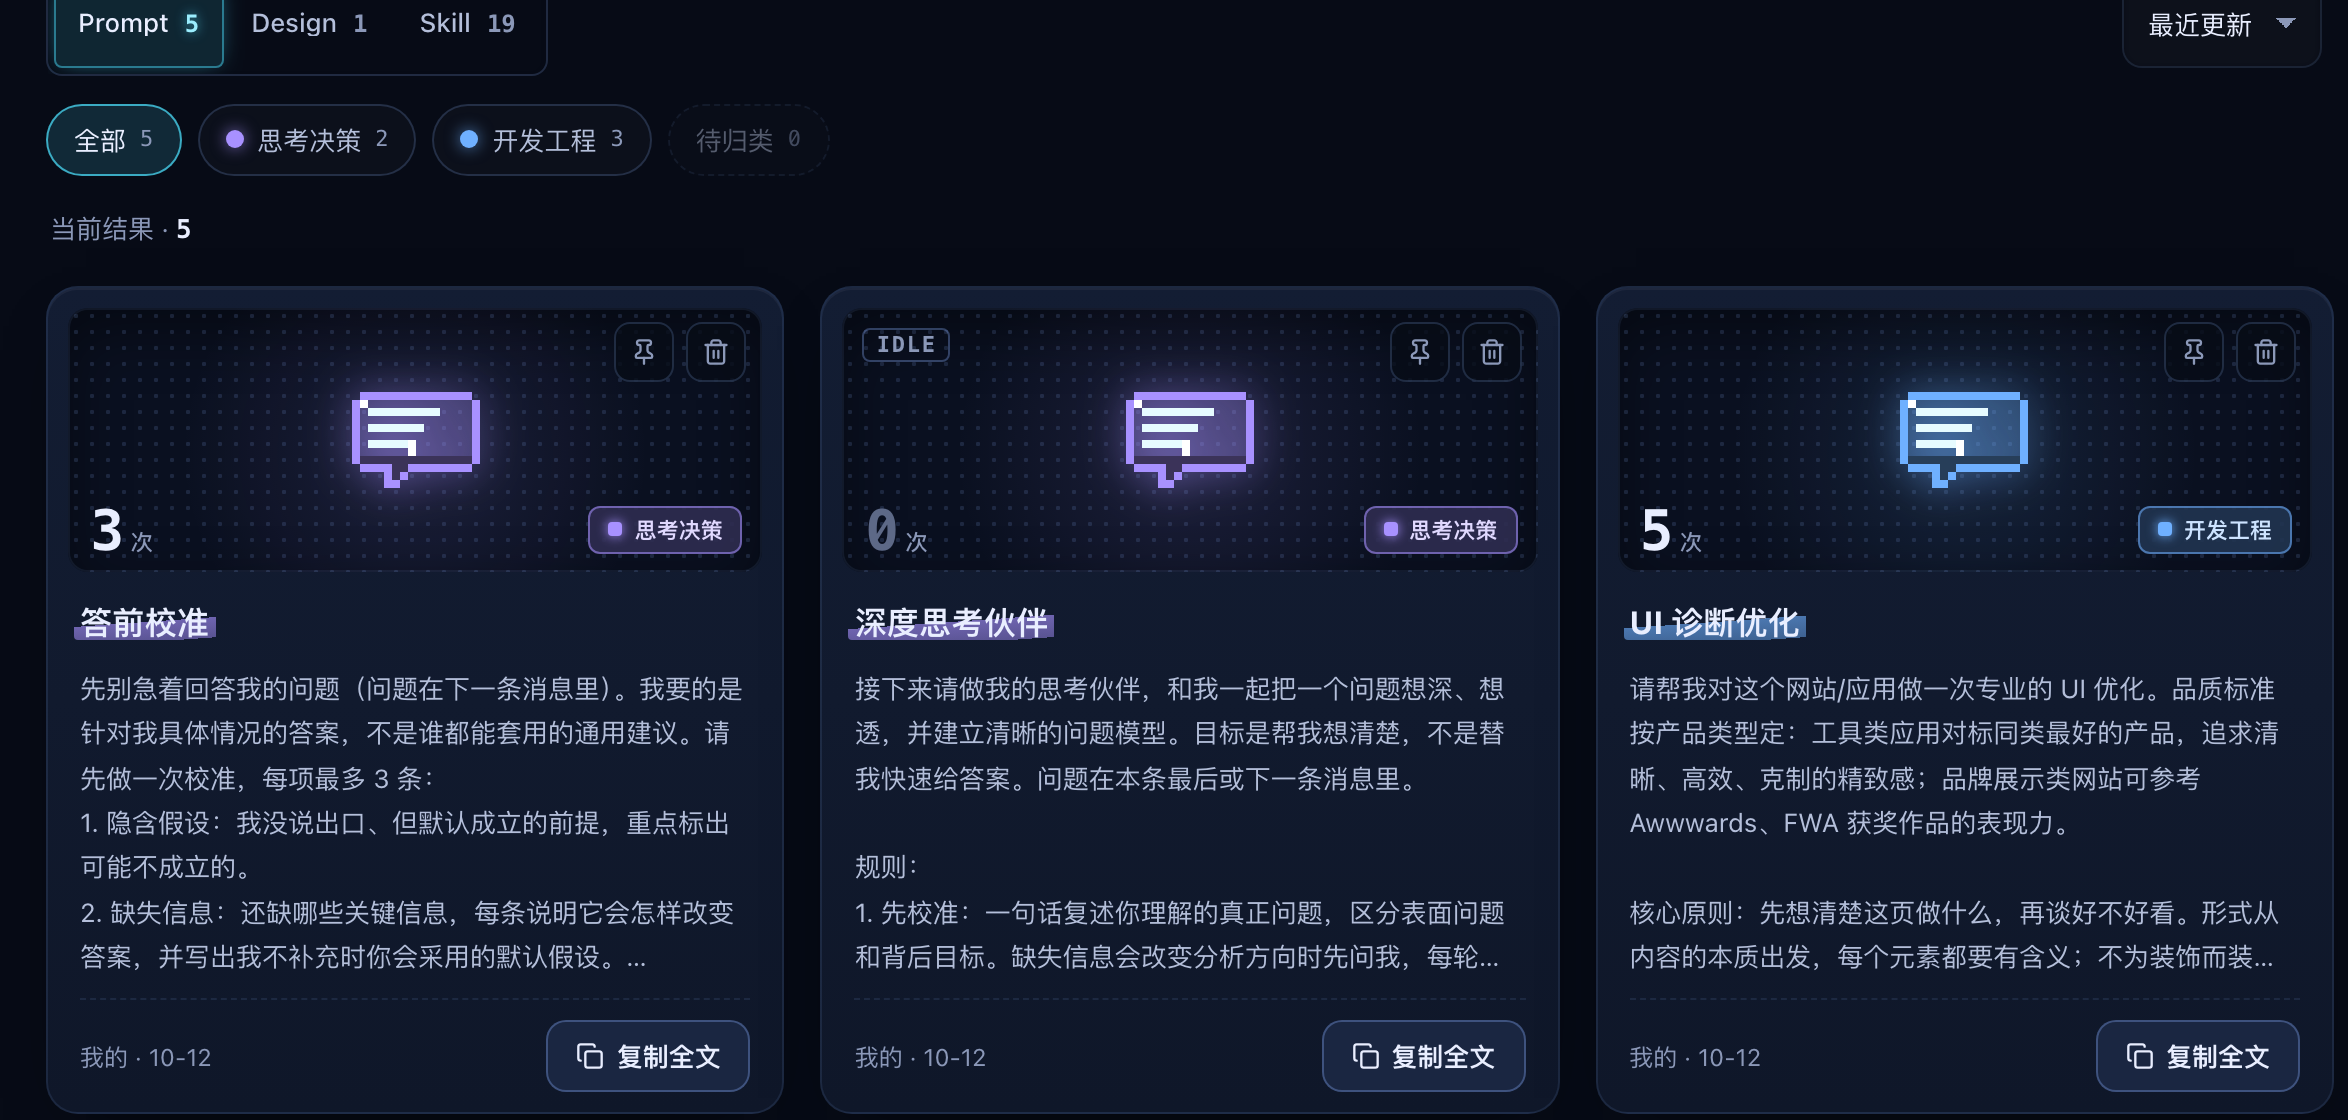 Prompt 5 Design 1 Skill 19
最近更新
全部 5 思考决策 2 开发工程 3 待归类 0
当前结果 · 5
3 次
思考决策
答前校准
先别急着回答我的问题（问题在下一条消息里）。我要的是
针对我具体情况的答案，不是谁都能套用的通用建议。请
先做一次校准，每项最多 3 条：
1. 隐含假设：我没说出口、但默认成立的前提，重点标出
可能不成立的。
2. 缺失信息：还缺哪些关键信息，每条说明它会怎样改变
答案，并写出我不补充时你会采用的默认假设。...
我的 · 10-12
复制全文
IDLE
0 次
思考决策
深度思考伙伴
接下来请做我的思考伙伴，和我一起把一个问题想深、想
透，并建立清晰的问题模型。目标是帮我想清楚，不是替
我快速给答案。问题在本条最后或下一条消息里。
规则：
1. 先校准：一句话复述你理解的真正问题，区分表面问题
和背后目标。缺失信息会改变分析方向时先问我，每轮...
我的 · 10-12
复制全文
5 次
开发工程
UI 诊断优化
请帮我对这个网站/应用做一次专业的 UI 优化。品质标准
按产品类型定：工具类应用对标同类最好的产品，追求清
晰、高效、克制的精致感；品牌展示类网站可参考
Awwwards、FWA 获奖作品的表现力。
核心原则：先想清楚这页做什么，再谈好不好看。形式从
内容的本质出发，每个元素都要有含义；不为装饰而装...
我的 · 10-12
复制全文